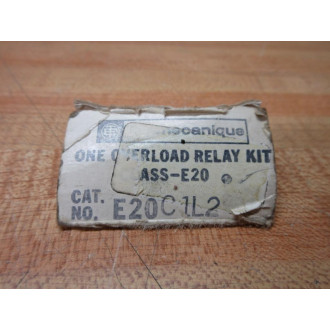 mecanique
ONE OVERLOAD RELAY KIT
ASS-E20
CAT.
NO. E20C1L2